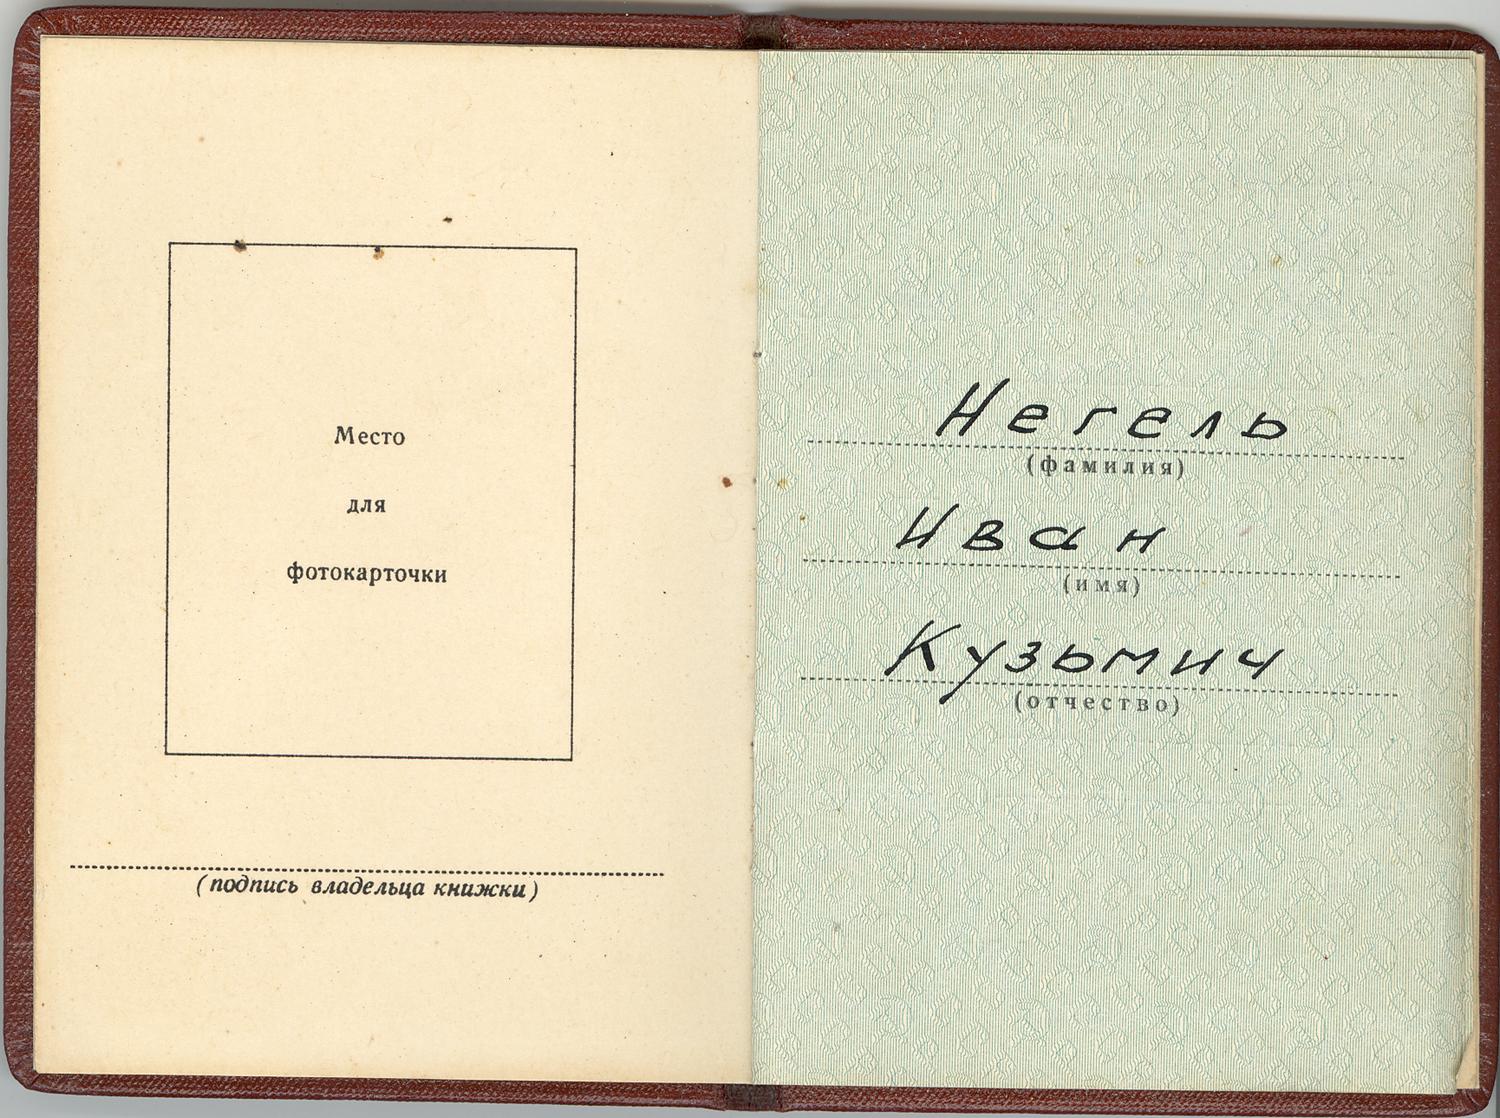 Место
для
фотокарточки
(подпись владельца книжки)
Негель
(фамилия)
Иван
(имя)
Кузьмич
(отчество)